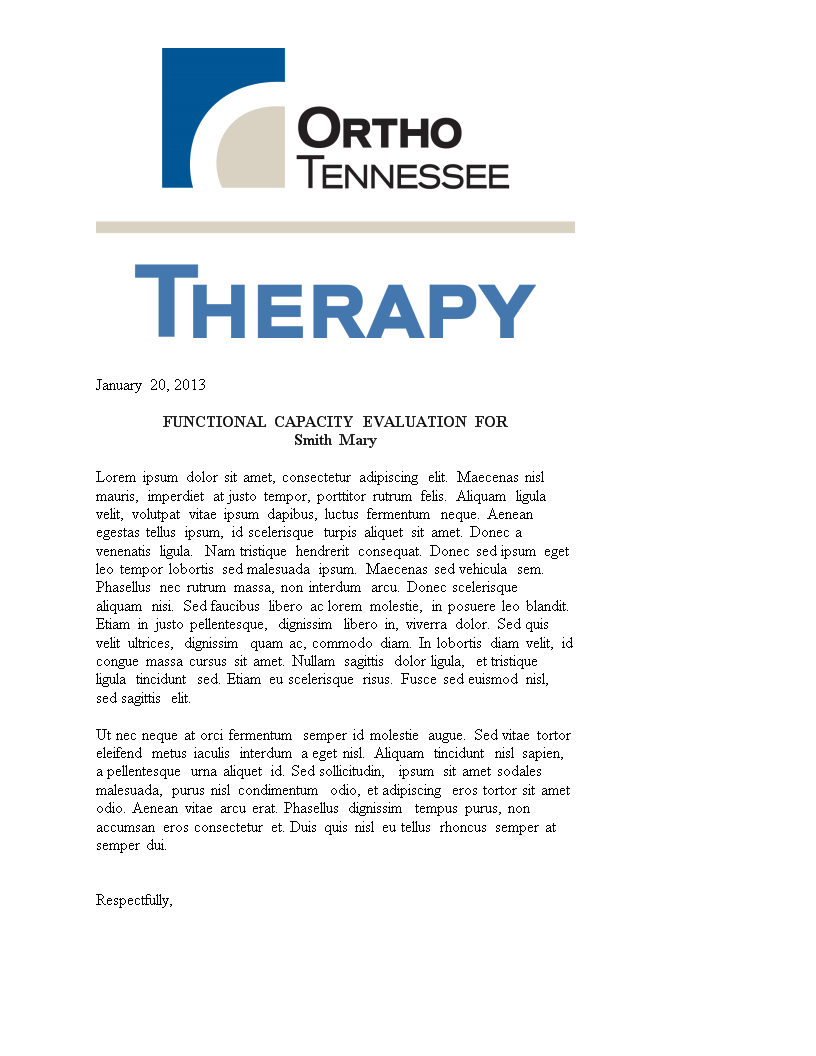 ORTHO
TENNESSEE
THERAPY
January 20, 2013
FUNCTIONAL CAPACITY EVALUATION FOR
Smith Mary
Lorem ipsum dolor sit amet, consectetur adipiscing elit. Maecenas nisl
mauris, imperdiet at justo tempor, porttitor rutrum felis. Aliquam ligula
velit, volutpat vitae ipsum dapibus, luctus fermentum neque. Aenean
egestas tellus ipsum, id scelerisque turpis aliquet sit amet. Donec a
venenatis ligula. Nam tristique hendrerit consequat. Donec sed ipsum eget
leo tempor lobortis sed malesuada ipsum. Maecenas sed vehicula sem.
Phasellus nec rutrum massa, non interdum arcu. Donec scelerisque
aliquam nisi. Sed faucibus libero ac lorem molestie, in posuere leo blandit.
Etiam in justo pellentesque, dignissim libero in, viverra dolor. Sed quis
velit ultrices, dignissim quam ac, commodo diam. In lobortis diam velit, id
congue massa cursus sit amet. Nullam sagittis dolor ligula, et tristique
ligula tincidunt sed. Etiam eu scelerisque risus. Fusce sed euismod nisl,
sed sagittis elit.
Ut nec neque at orci fermentum semper id molestie augue. Sed vitae tortor
eleifend metus iaculis interdum a eget nisl. Aliquam tincidunt nisl sapien,
a pellentesque urna aliquet id. Sed sollicitudin, ipsum sit amet sodales
malesuada, purus nisl condimentum odio, et adipiscing eros tortor sit amet
odio. Aenean vitae arcu erat. Phasellus dignissim tempus purus, non
accumsan eros consectetur et. Duis quis nisl eu tellus rhoncus semper at
semper dui.
Respectfully,